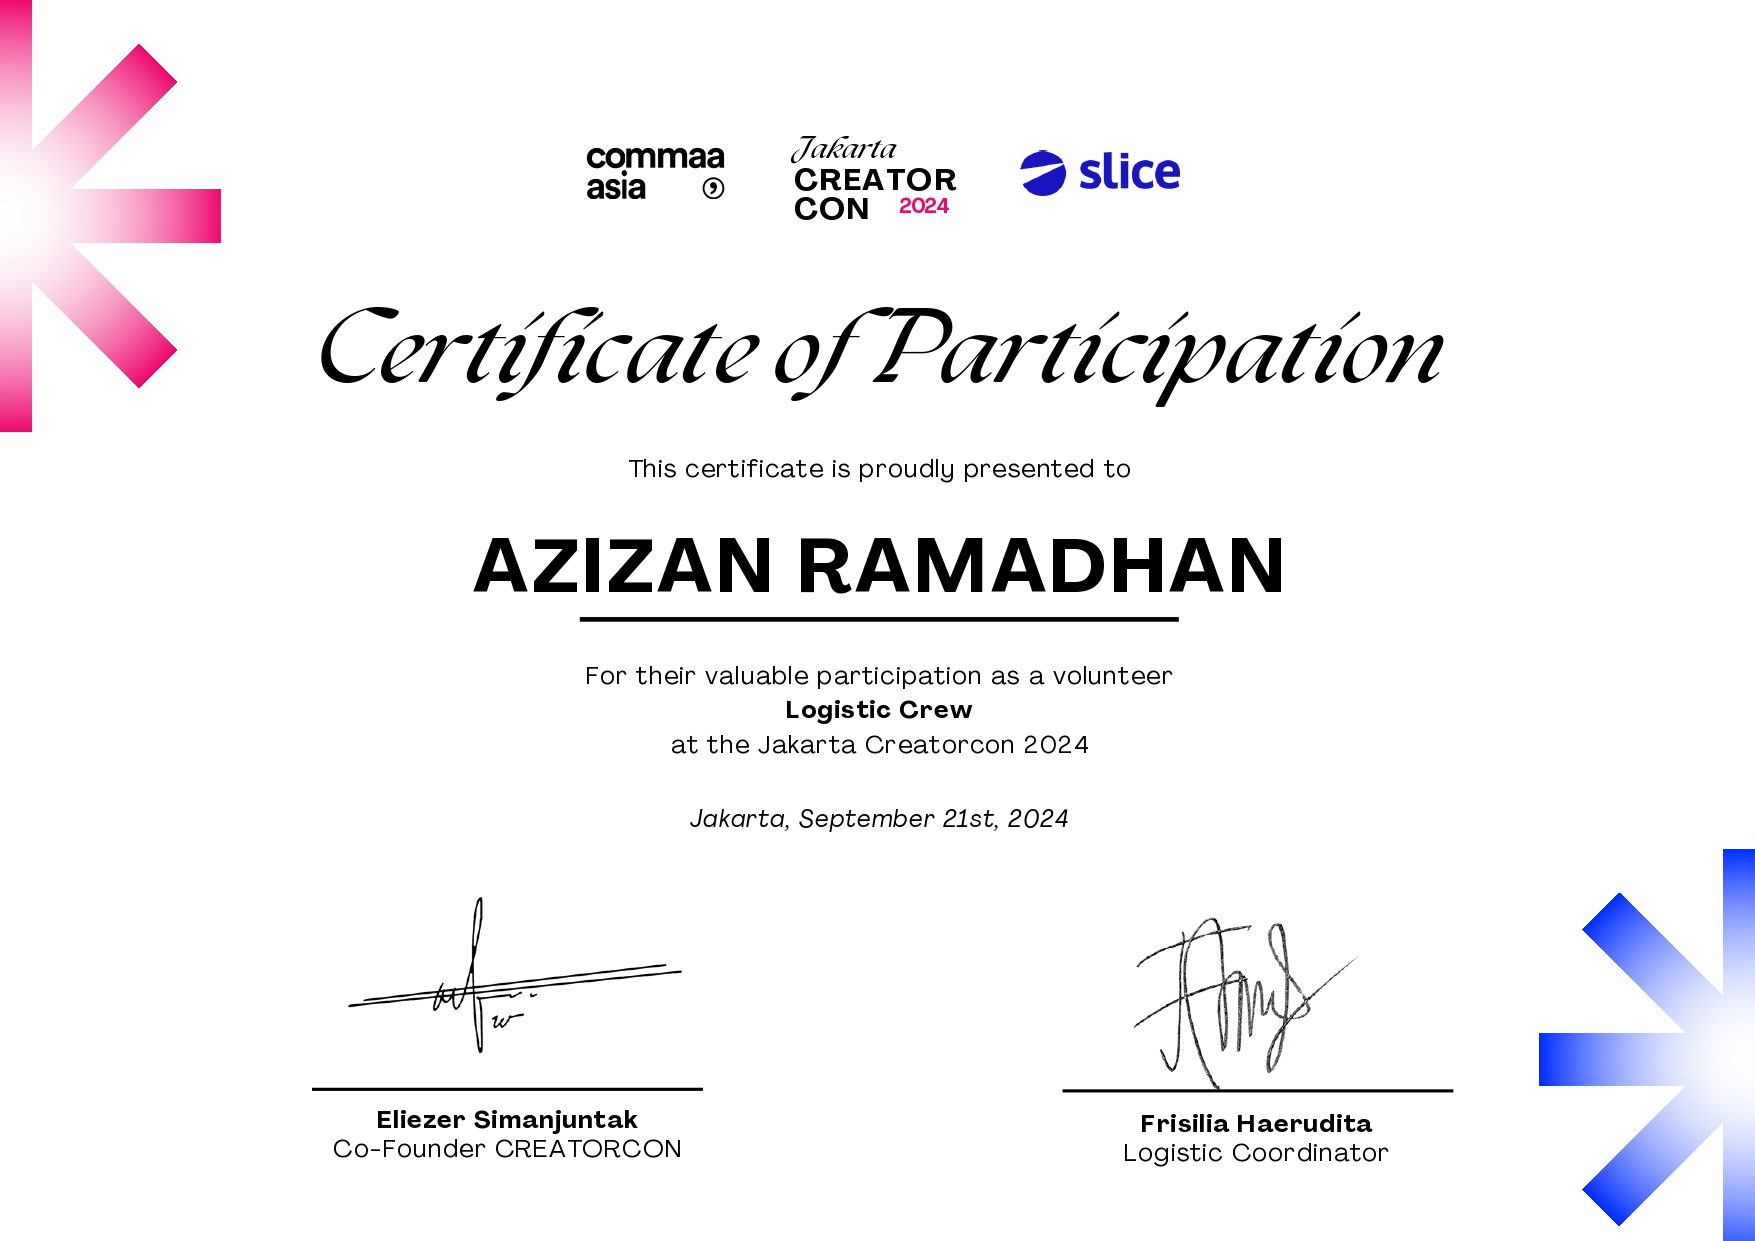 commaa
asia
Jakarta
CREATOR
CON 2024
slice
Certificate of Participation
This certificate is proudly presented to
AZIZAN RAMADHAN
For their valuable participation as a volunteer
Logistic Crew
at the Jakarta Creatorcon 2024
Jakarta, September 21st, 2024
Eliezer Simanjuntak
Co-Founder CREATORCON
Frisilia Haerudita
Logistic Coordinator